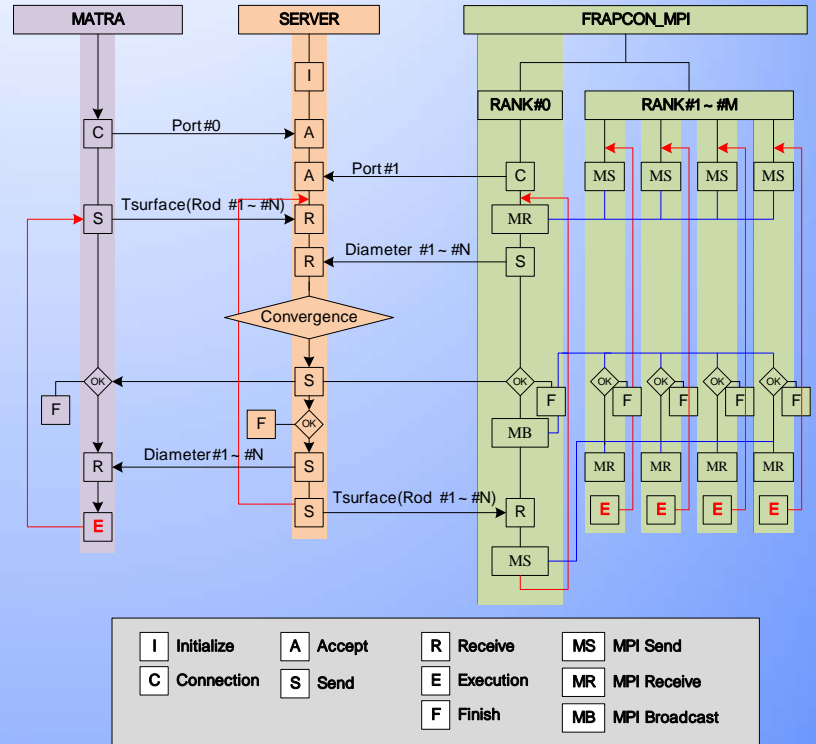 MATRA SERVER FRAPCON_MPI
I
RANK#0 RANK#1~ #M
C Port#0 A
A Port#1 C MS MS MS MS
S Tsurface(Rod #1~ #N) R MR
R Diameter #1~ #N S
Convergence
OK S OK OK OK OK OK
F F F F F F
F OK MB
R Diameter#1~ #N S MR MR MR MR
E S Tsurface(Rod #1~ #N) R E E E E
MS
I Initialize A Accept R Receive MS MPI Send
C Connection S Send E Execution MR MPI Receive
F Finish MB MPI Broadcast